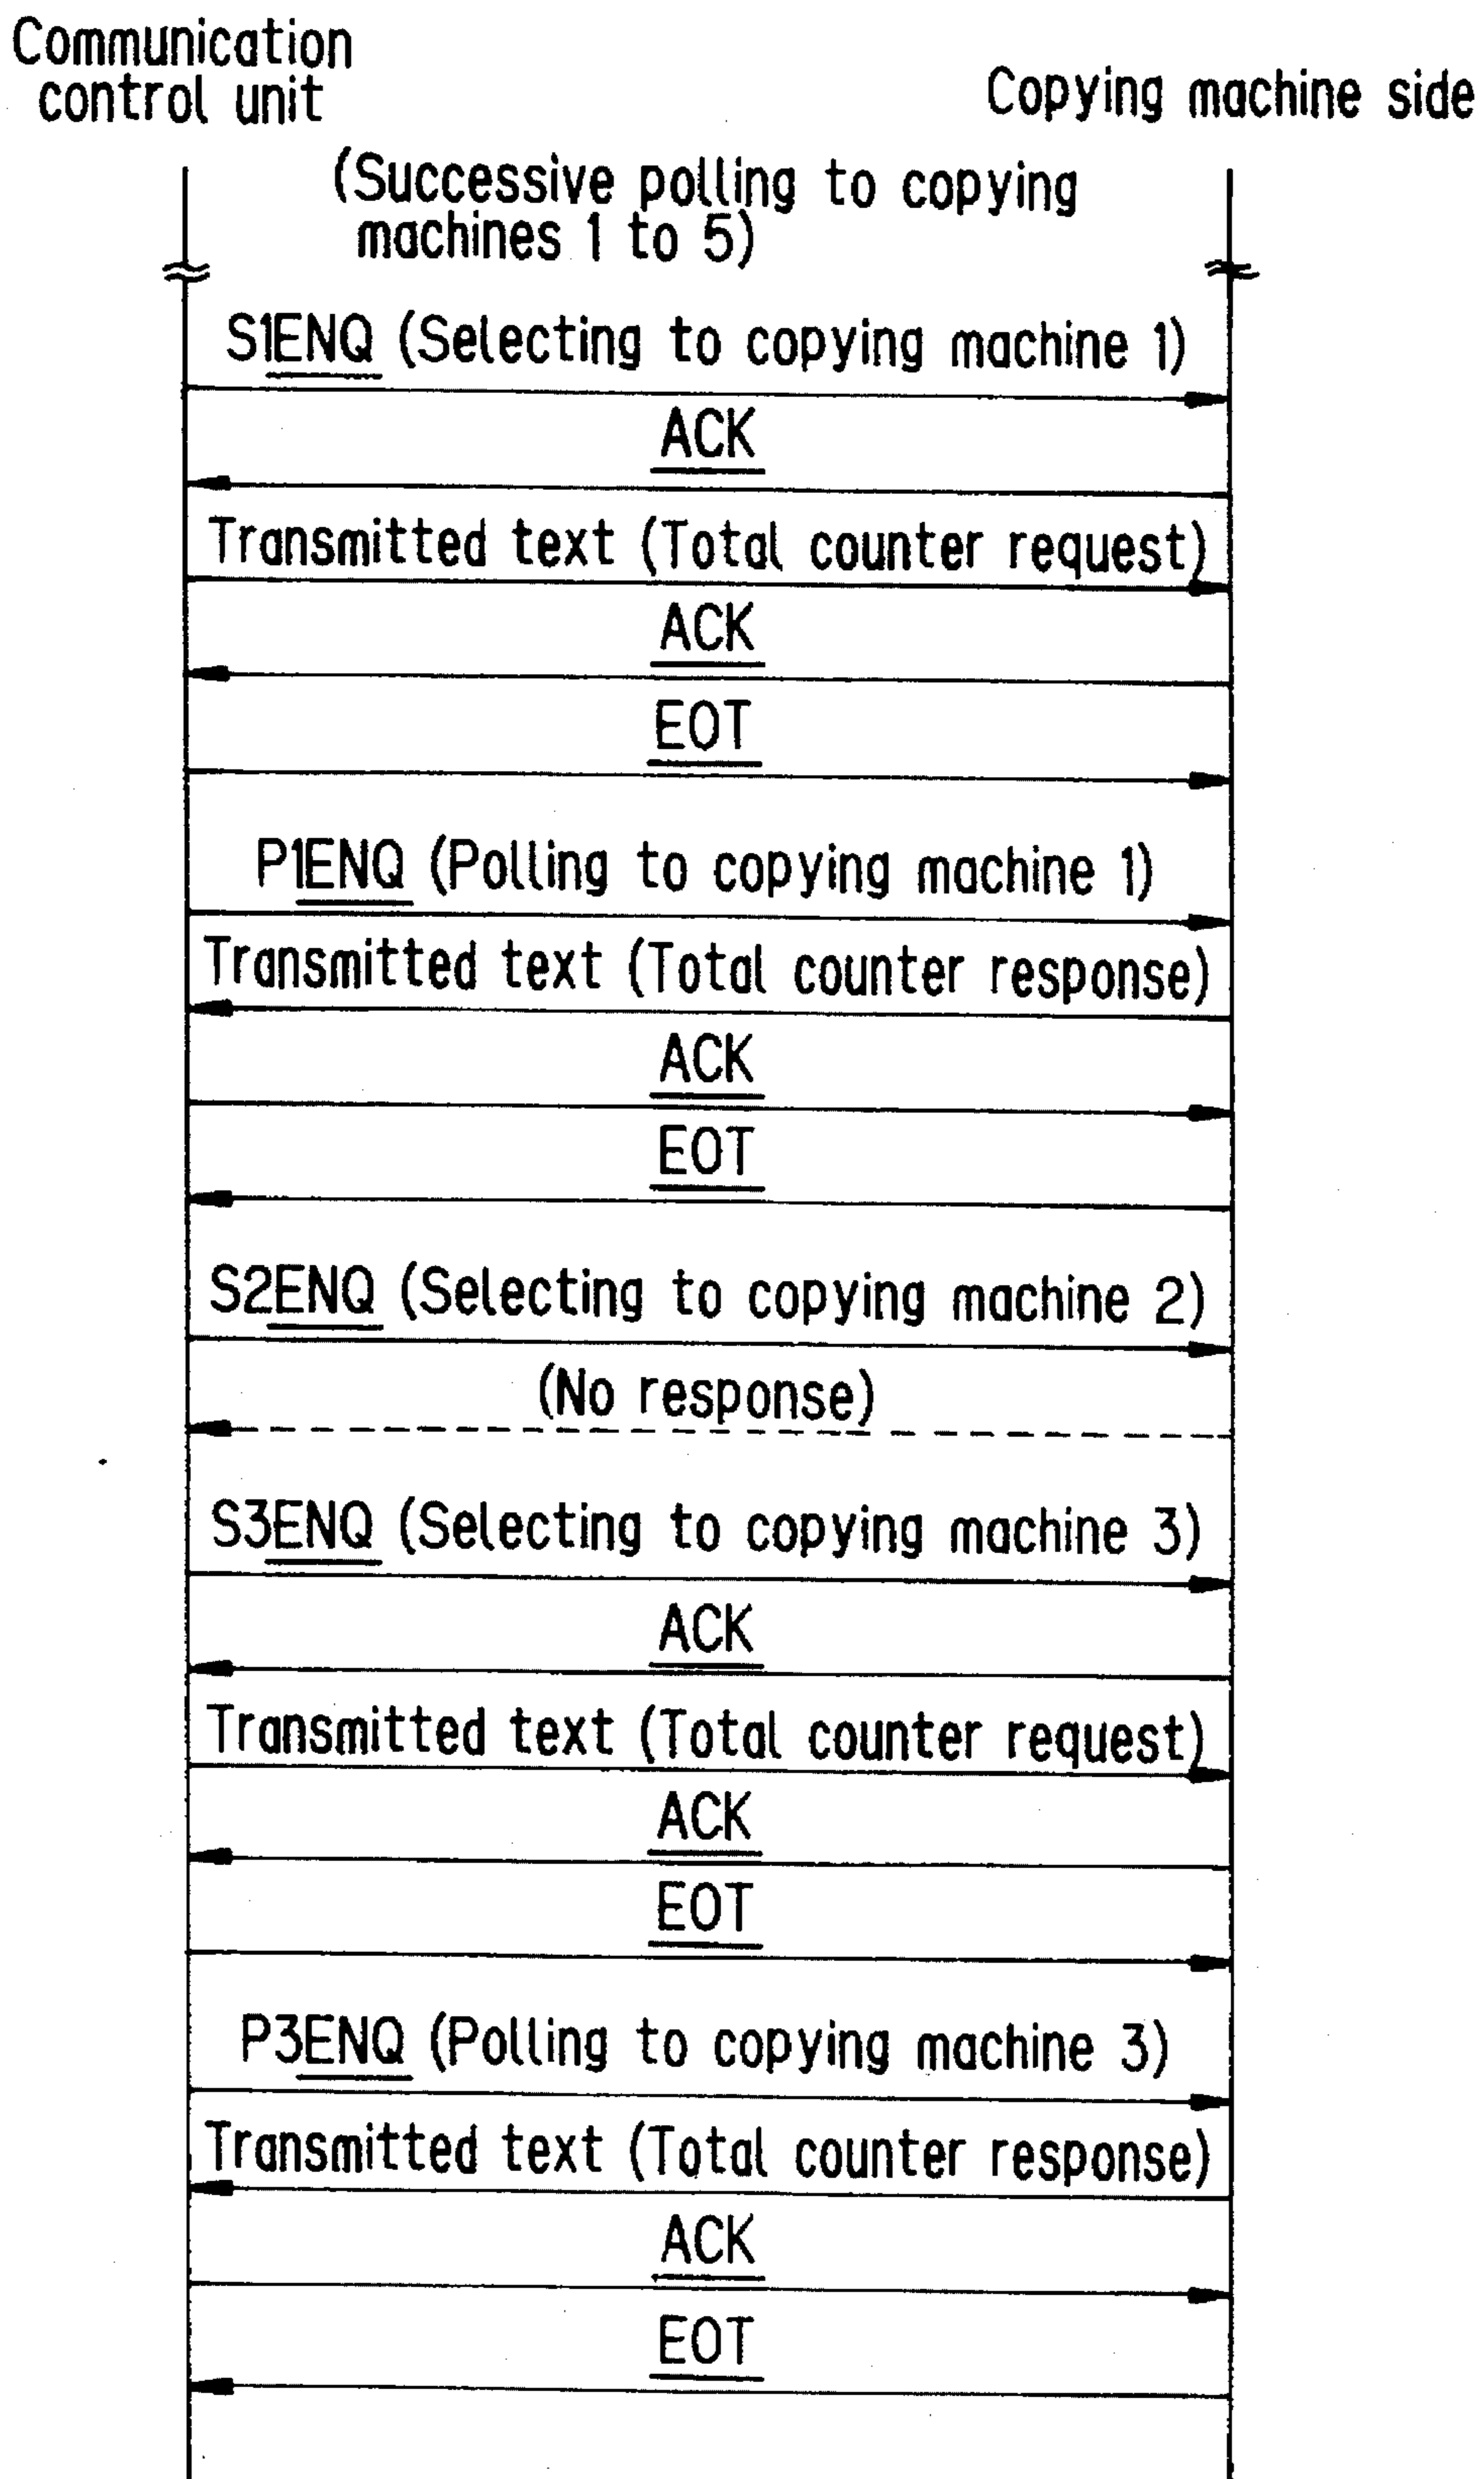 Communication
control unit
Copying machine side
(Successive polling to copying
machines 1 to 5)
S1ENQ (Selecting to copying machine 1)
ACK
Transmitted text (Total counter request)
ACK
EOT
P1ENQ (Polling to copying machine 1)
Transmitted text (Total counter response)
ACK
EOT
S2ENQ (Selecting to copying machine 2)
(No response)
S3ENQ (Selecting to copying machine 3)
ACK
Transmitted text (Total counter request)
ACK
EOT
P3ENQ (Polling to copying machine 3)
Transmitted text (Total counter response)
ACK
EOT